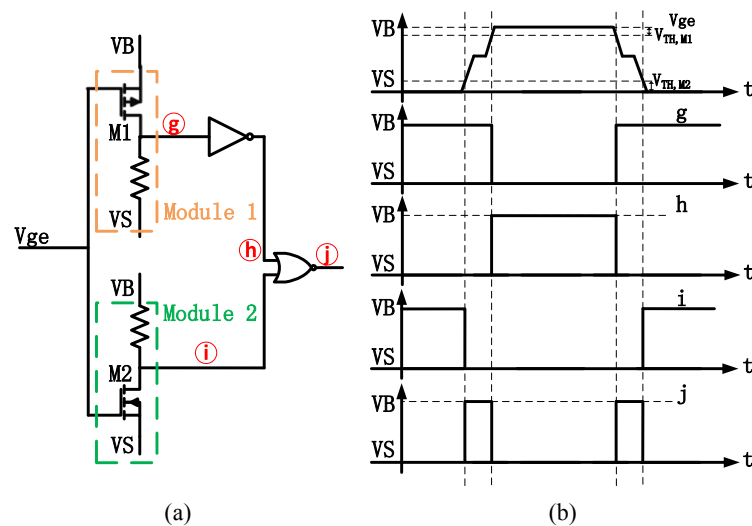 VB
M1
g
VS
Module 1
Vge
h
j
VB
Module 2
i
M2
VS
(a)
VB
Vge
VTH,M1
VS
VTH,M2
t
VB
g
VS
t
VB
h
VS
t
VB
i
VS
t
VB
j
VS
t
(b)